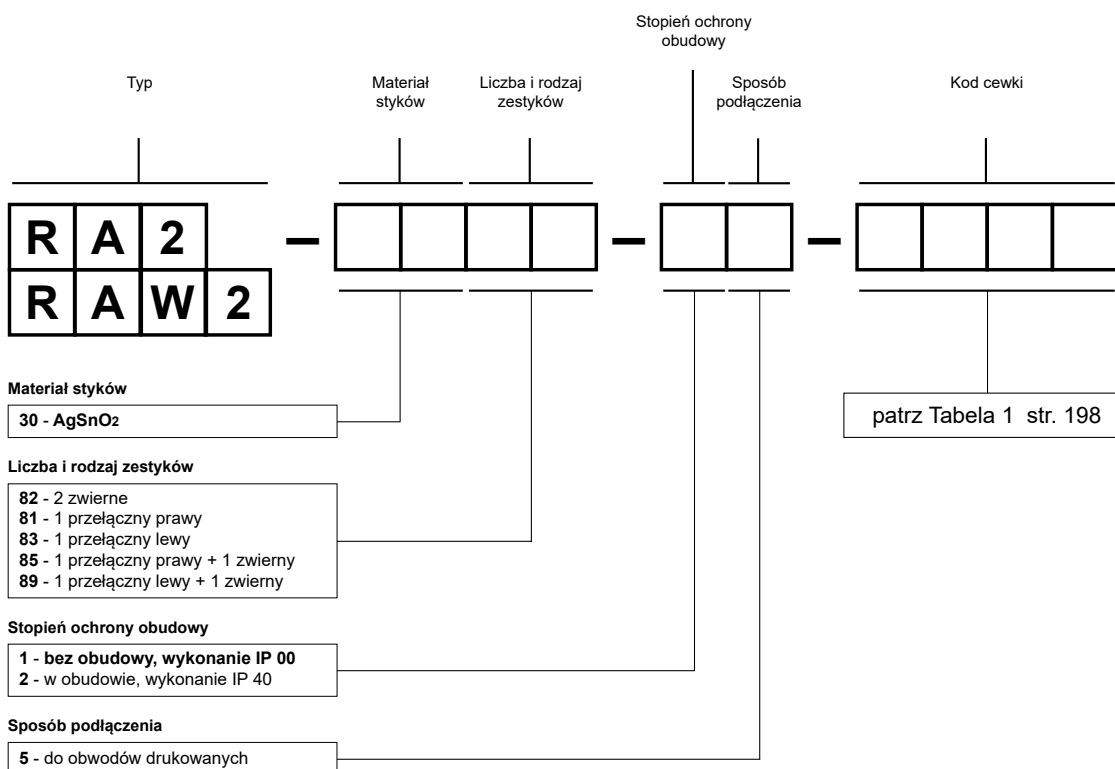 Stopień ochrony
obudowy
Typ
Materiał
styków
Liczba i rodzaj
zestyków
Sposób
podłączenia
Kod cewki
R A 2 – – –
R A W 2
Materiał styków
30 - AgSnO2
patrz Tabela 1 str. 198
Liczba i rodzaj zestyków
82 - 2 zwierne
81 - 1 przełączny prawy
83 - 1 przełączny lewy
85 - 1 przełączny prawy + 1 zwierny
89 - 1 przełączny lewy + 1 zwierny
Stopień ochrony obudowy
1 - bez obudowy, wykonanie IP 00
2 - w obudowie, wykonanie IP 40
Sposób podłączenia
5 - do obwodów drukowanych